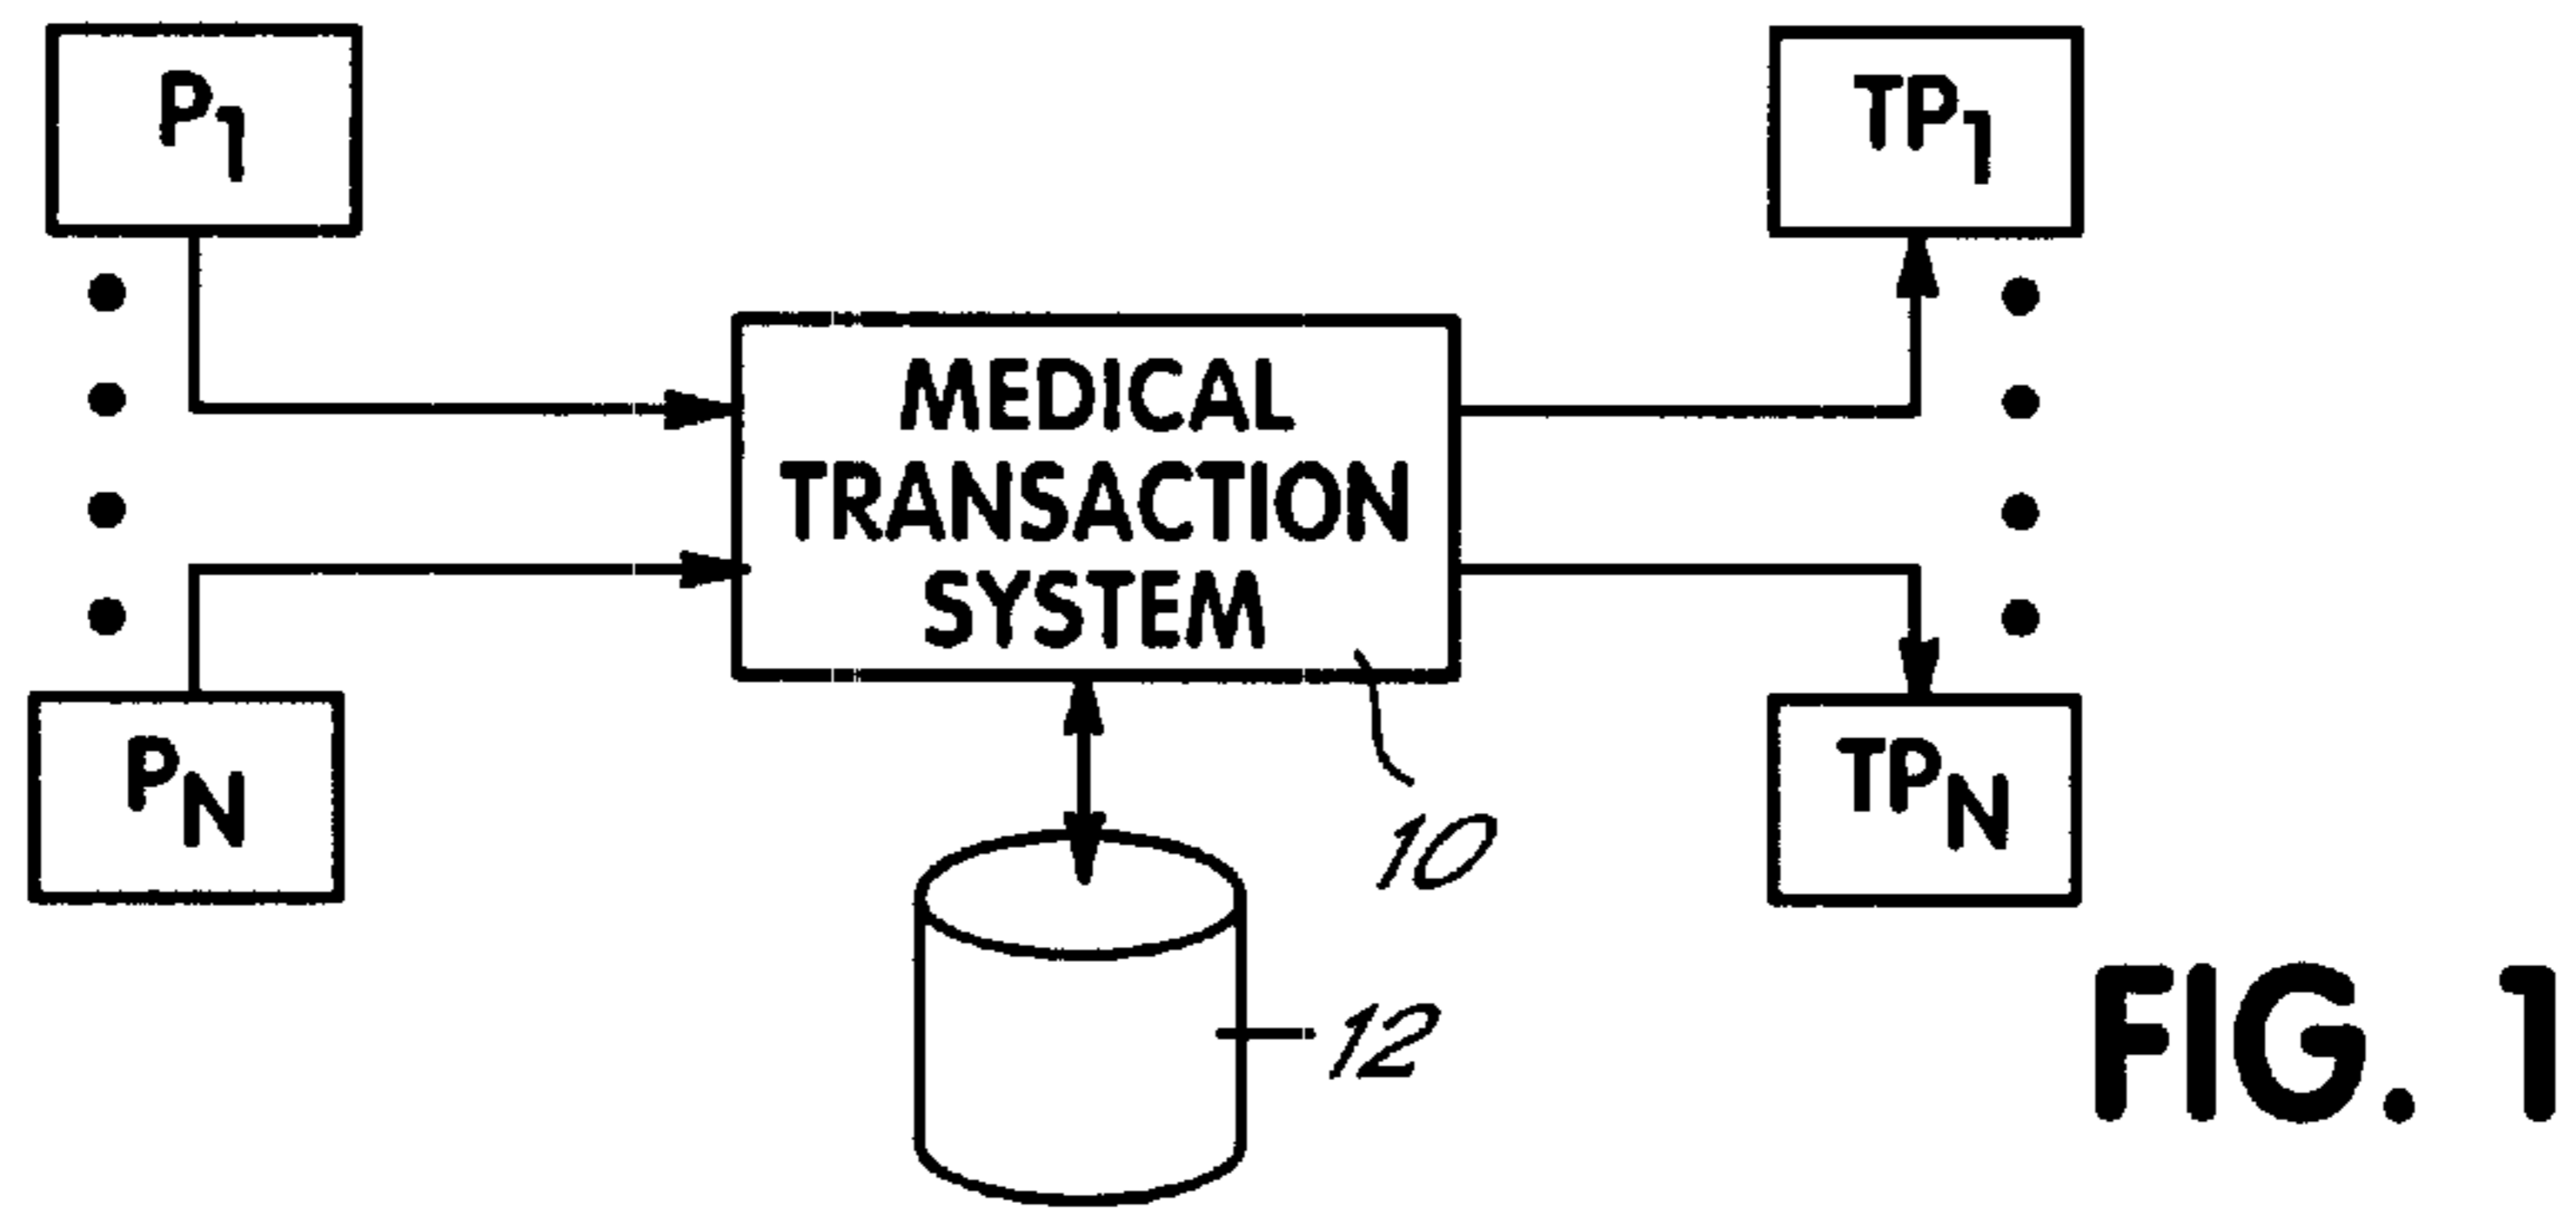 P1
TP1
MEDICAL
TRANSACTION
SYSTEM
PN
TPN
10
12
FIG. 1